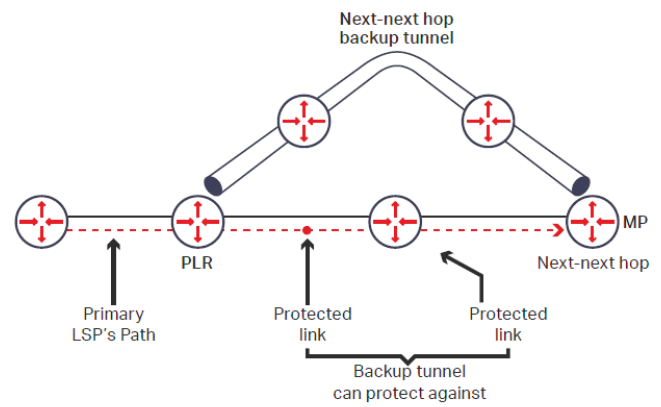 Next-next hop
backup tunnel
MP
PLR
Next-next hop
Primary
LSP's Path
Protected
link
Protected
link
Backup tunnel
can protect against